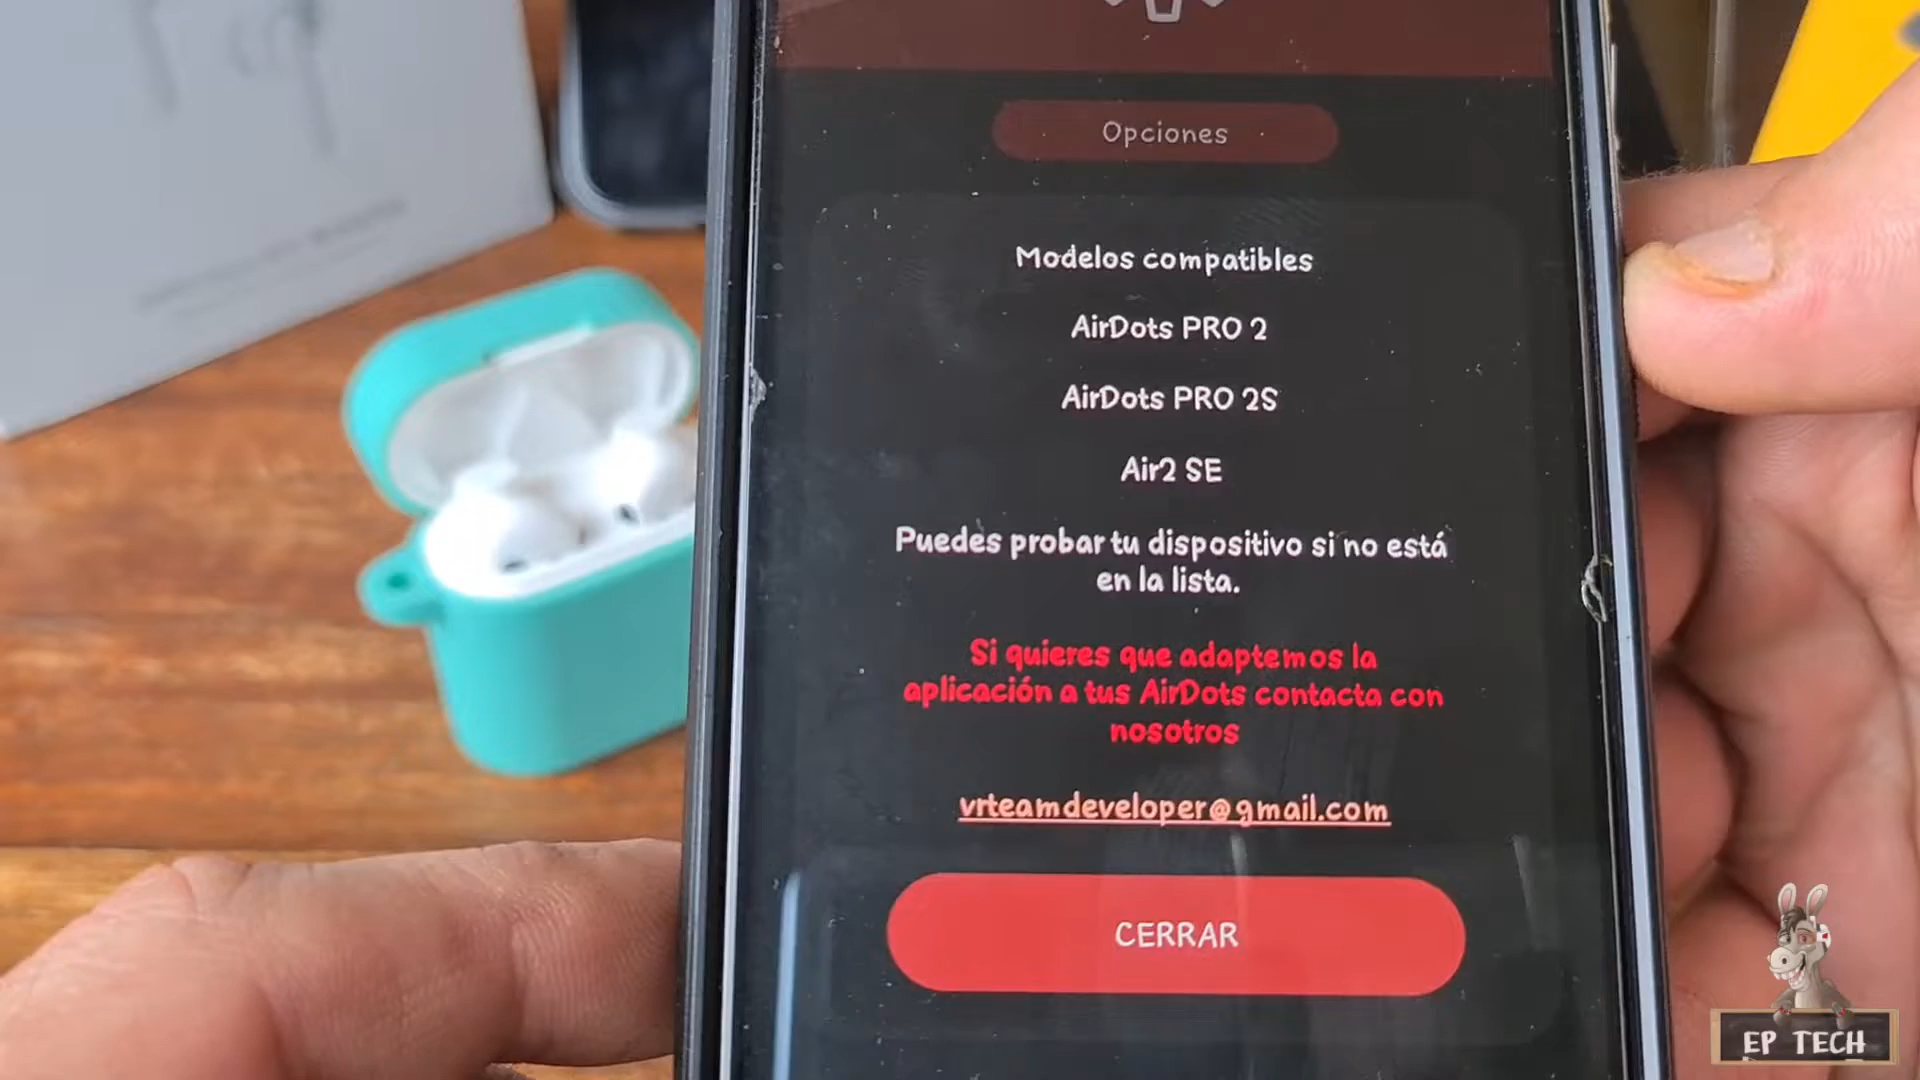 Opciones
Modelos compatibles
AirDots PRO 2
AirDots PRO 2S
Air2 SE
Puedes probar tu dispositivo si no está
en la lista.
Si quieres que adaptemos la
aplicación a tus AirDots contacta con
nosotros
vrteamdeveloper@gmail.com
CERRAR
EP TECH